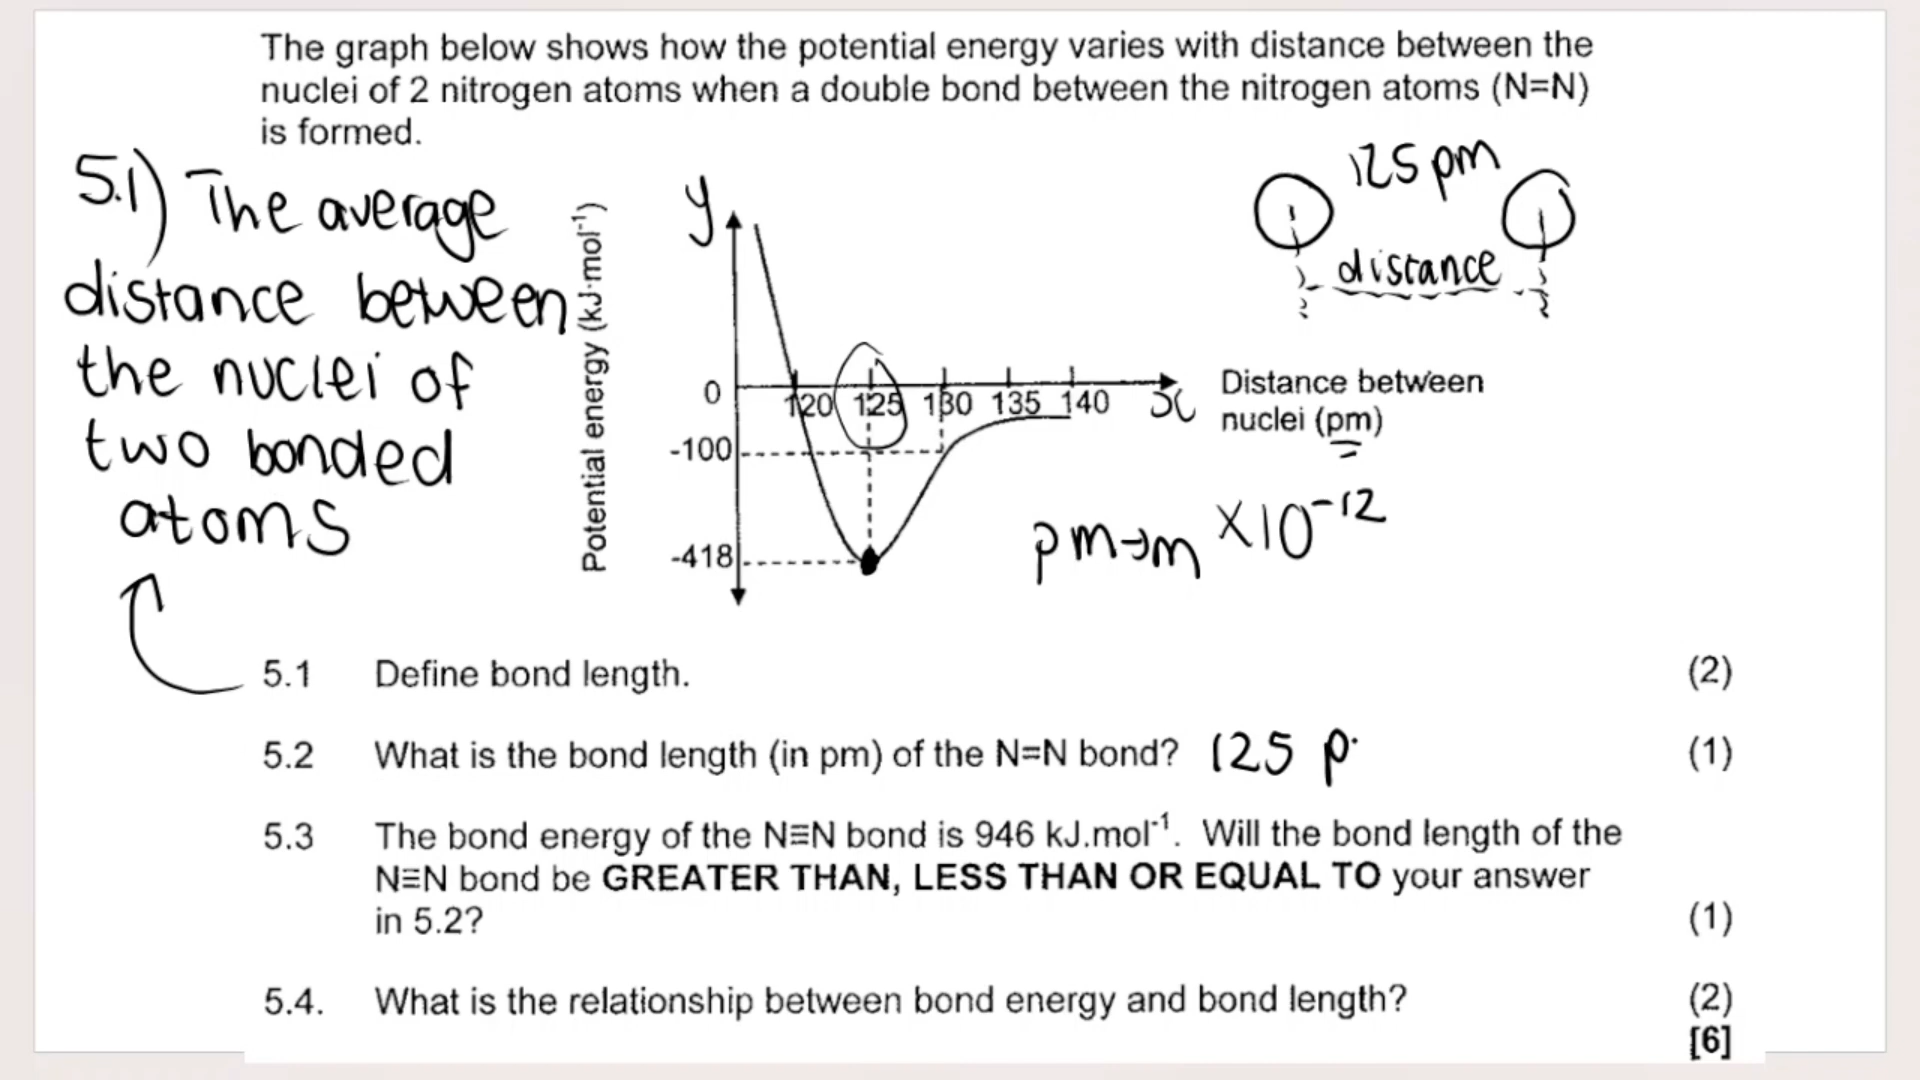 The graph below shows how the potential energy varies with distance between the
nuclei of 2 nitrogen atoms when a double bond between the nitrogen atoms (N=N)
is formed.
5.1) The average
distance between
the nuclei of
two bonded
atoms
Potential energy (kJ·mol⁻¹)
y
0
-100
-418
120 125 130 135 140
x
Distance between
nuclei (pm)
125 pm
distance
pm→m ×10⁻¹²
5.1 Define bond length. (2)
5.2 What is the bond length (in pm) of the N=N bond? 125 p (1)
5.3 The bond energy of the N≡N bond is 946 kJ.mol⁻¹. Will the bond length of the
N≡N bond be GREATER THAN, LESS THAN OR EQUAL TO your answer
in 5.2? (1)
5.4. What is the relationship between bond energy and bond length? (2)
[6]